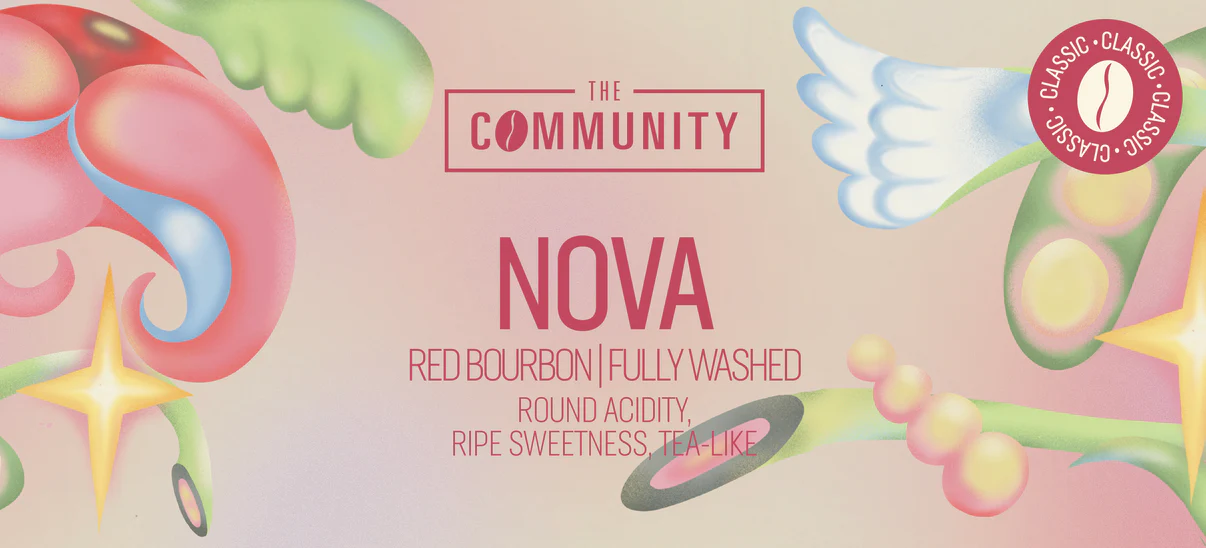 THE
COMMUNITY
CLASSIC • CLASSIC • CLASSIC • CLASSIC •
NOVA
RED BOURBON | FULLY WASHED
ROUND ACIDITY,
RIPE SWEETNESS, TEA-LIKE